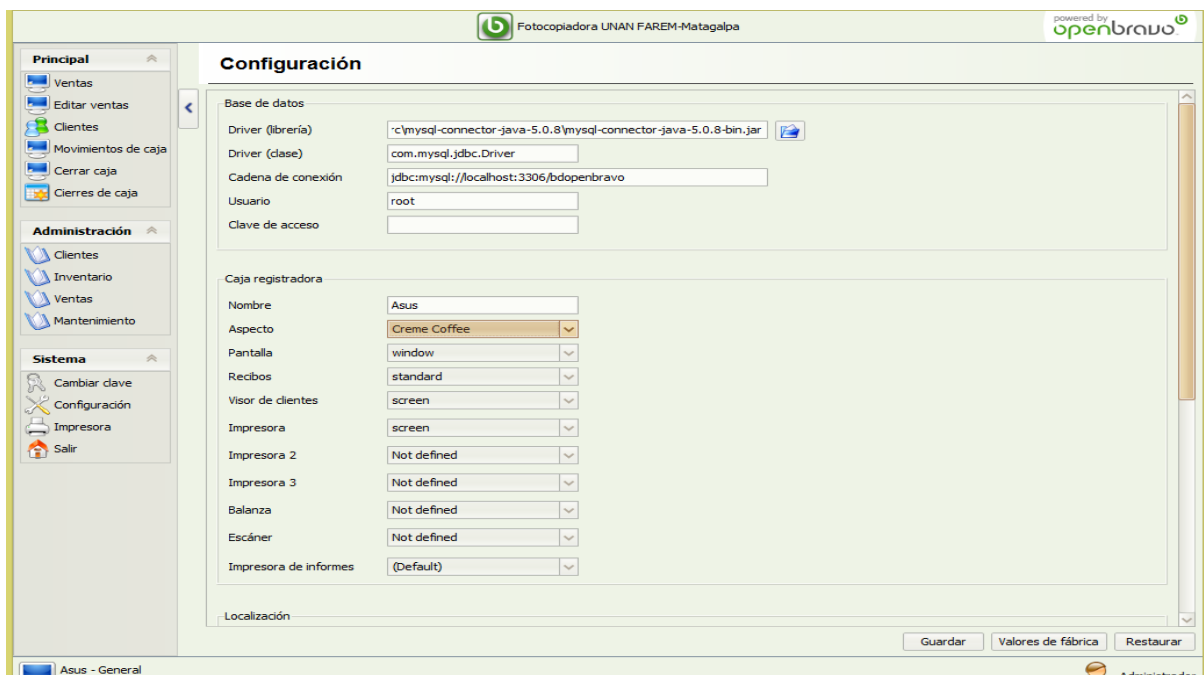 Fotocopiadora UNAN FAREM-Matagalpa
powered by
openbravo
Principal
Ventas
Editar ventas
Clientes
Movimientos de caja
Cerrar caja
Cierres de caja
Administración
Clientes
Inventario
Ventas
Mantenimiento
Sistema
Cambiar clave
Configuración
Impresora
Salir
Configuración
Base de datos
Driver (librería) c\mysql-connector-java-5.0.8\mysql-connector-java-5.0.8-bin.jar
Driver (clase) com.mysql.jdbc.Driver
Cadena de conexión jdbc:mysql://localhost:3306/bdopenbravo
Usuario root
Clave de acceso
Caja registradora
Nombre Asus
Aspecto Creme Coffee
Pantalla window
Recibos standard
Visor de clientes screen
Impresora screen
Impresora 2 Not defined
Impresora 3 Not defined
Balanza Not defined
Escáner Not defined
Impresora de informes (Default)
Localización
Guardar Valores de fábrica Restaurar
Asus - General
Administrador